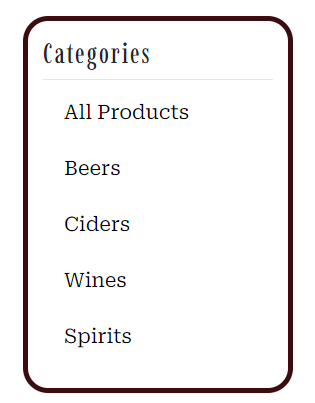 Categories
All Products
Beers
Ciders
Wines
Spirits